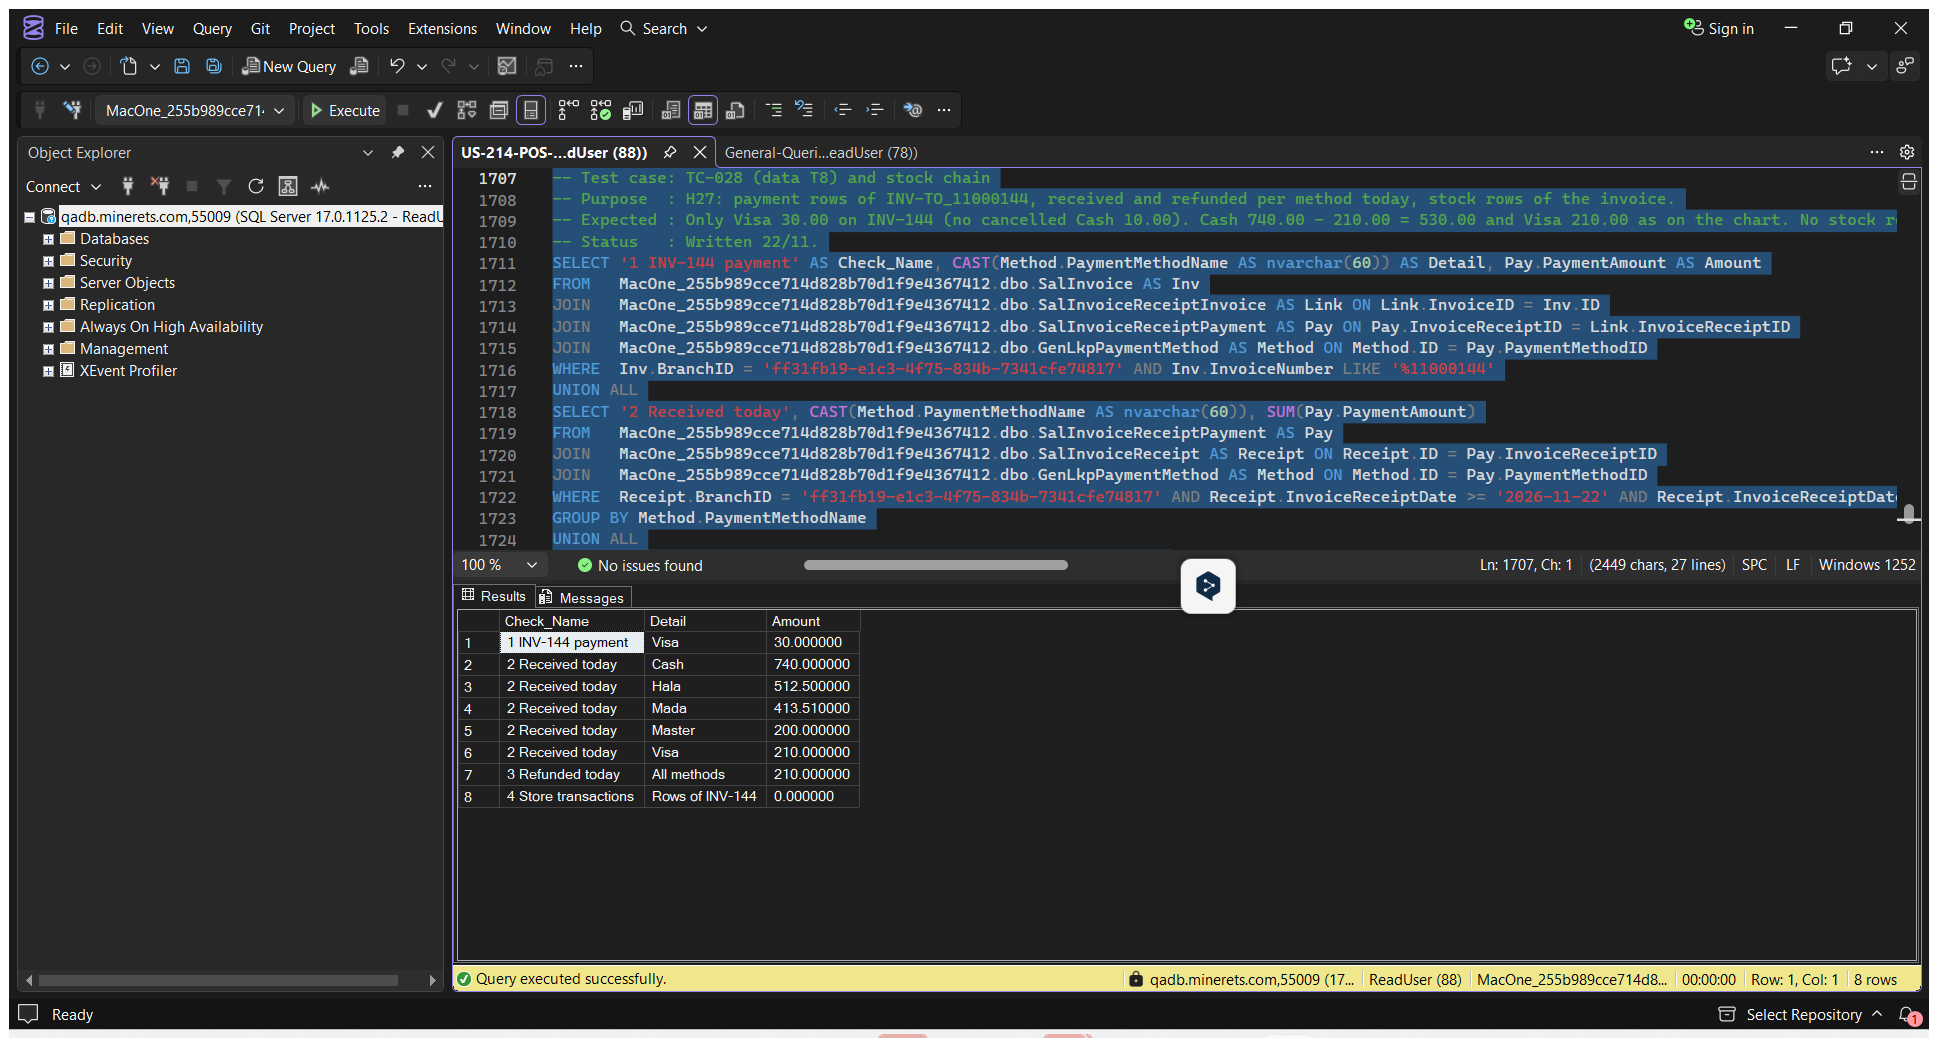 File Edit View Query Git Project Tools Extensions Window Help Search Sign in
New Query
MacOne_255b989cce714 Execute
Object Explorer
Connect
qadb.minerets.com,55009 (SQL Server 17.0.1125.2 - ReadU
Databases
Security
Server Objects
Replication
Always On High Availability
Management
XEvent Profiler
US-214-POS-...dUser (88)) General-Queri...eadUser (78))
1707 -- Test case: TC-028 (data T8) and stock chain
1708 -- Purpose : H27: payment rows of INV-TO_11000144, received and refunded per method today, stock rows of the invoice.
1709 -- Expected : Only Visa 30.00 on INV-144 (no cancelled Cash 10.00). Cash 740.00 - 210.00 = 530.00 and Visa 210.00 as on the chart. No stock r
1710 -- Status : Written 22/11.
1711 SELECT '1 INV-144 payment' AS Check_Name, CAST(Method.PaymentMethodName AS nvarchar(60)) AS Detail, Pay.PaymentAmount AS Amount
1712 FROM MacOne_255b989cce714d828b70d1f9e4367412.dbo.SalInvoice AS Inv
1713 JOIN MacOne_255b989cce714d828b70d1f9e4367412.dbo.SalInvoiceReceiptInvoice AS Link ON Link.InvoiceID = Inv.ID
1714 JOIN MacOne_255b989cce714d828b70d1f9e4367412.dbo.SalInvoiceReceiptPayment AS Pay ON Pay.InvoiceReceiptID = Link.InvoiceReceiptID
1715 JOIN MacOne_255b989cce714d828b70d1f9e4367412.dbo.GenLkpPaymentMethod AS Method ON Method.ID = Pay.PaymentMethodID
1716 WHERE Inv.BranchID = 'ff31fb19-e1c3-4f75-834b-7341cfe74817' AND Inv.InvoiceNumber LIKE '%11000144'
1717 UNION ALL
1718 SELECT '2 Received today', CAST(Method.PaymentMethodName AS nvarchar(60)), SUM(Pay.PaymentAmount)
1719 FROM MacOne_255b989cce714d828b70d1f9e4367412.dbo.SalInvoiceReceiptPayment AS Pay
1720 JOIN MacOne_255b989cce714d828b70d1f9e4367412.dbo.SalInvoiceReceipt AS Receipt ON Receipt.ID = Pay.InvoiceReceiptID
1721 JOIN MacOne_255b989cce714d828b70d1f9e4367412.dbo.GenLkpPaymentMethod AS Method ON Method.ID = Pay.PaymentMethodID
1722 WHERE Receipt.BranchID = 'ff31fb19-e1c3-4f75-834b-7341cfe74817' AND Receipt.InvoiceReceiptDate >= '2026-11-22' AND Receipt.InvoiceReceiptDat
1723 GROUP BY Method.PaymentMethodName
1724 UNION ALL
100 % No issues found Ln: 1707, Ch: 1 (2449 chars, 27 lines) SPC LF Windows 1252
Results Messages
Check_Name Detail Amount
1 1 INV-144 payment Visa 30.000000
2 2 Received today Cash 740.000000
3 2 Received today Hala 512.500000
4 2 Received today Mada 413.510000
5 2 Received today Master 200.000000
6 2 Received today Visa 210.000000
7 3 Refunded today All methods 210.000000
8 4 Store transactions Rows of INV-144 0.000000
Query executed successfully. qadb.minerets.com,55009 (17... ReadUser (88) MacOne_255b989cce714d8... 00:00:00 Row: 1, Col: 1 8 rows
Ready Select Repository 1